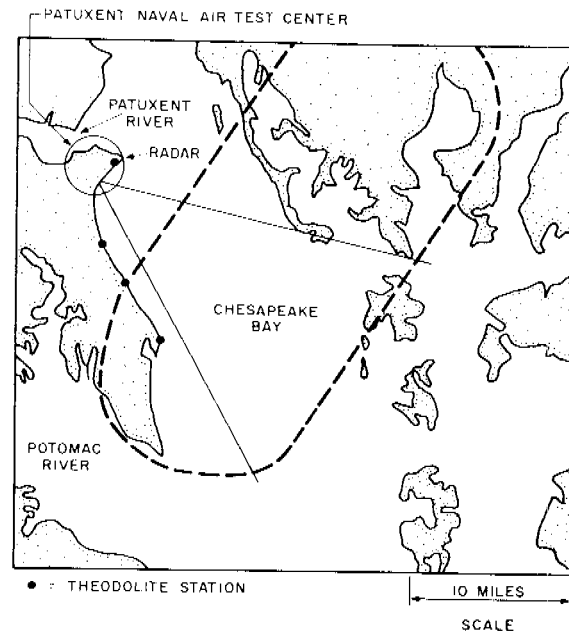 PATUXENT NAVAL AIR TEST CENTER
PATUXENT
RIVER
RADAR
CHESAPEAKE
BAY
POTOMAC
RIVER
● = THEODOLITE STATION
10 MILES
SCALE